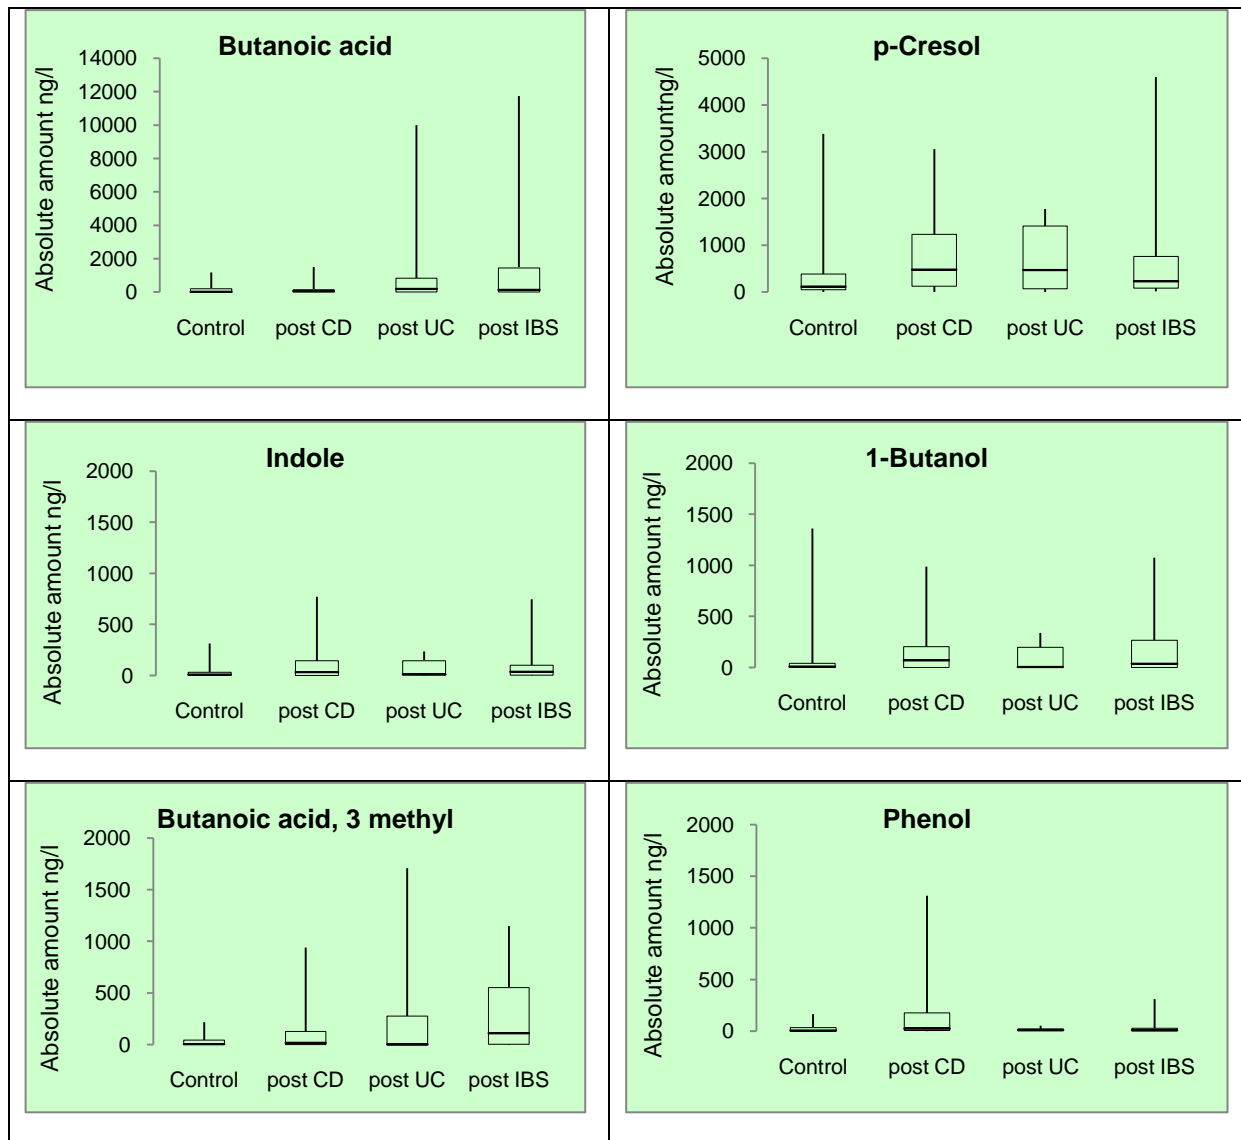 Butanoic acid
Absolute amount ng/l
14000
12000
10000
8000
6000
4000
2000
0
Control post CD post UC post IBS
p-Cresol
Absolute amountng/l
5000
4000
3000
2000
1000
0
Control post CD post UC post IBS
Indole
Absolute amount ng/l
2000
1500
1000
500
0
Control post CD post UC post IBS
1-Butanol
Absolute amount ng/l
2000
1500
1000
500
0
Control post CD post UC post IBS
Butanoic acid, 3 methyl
Absolute amount ng/l
2000
1500
1000
500
0
Control post CD post UC post IBS
Phenol
Absolute amount ng/l
2000
1500
1000
500
0
Control post CD post UC post IBS